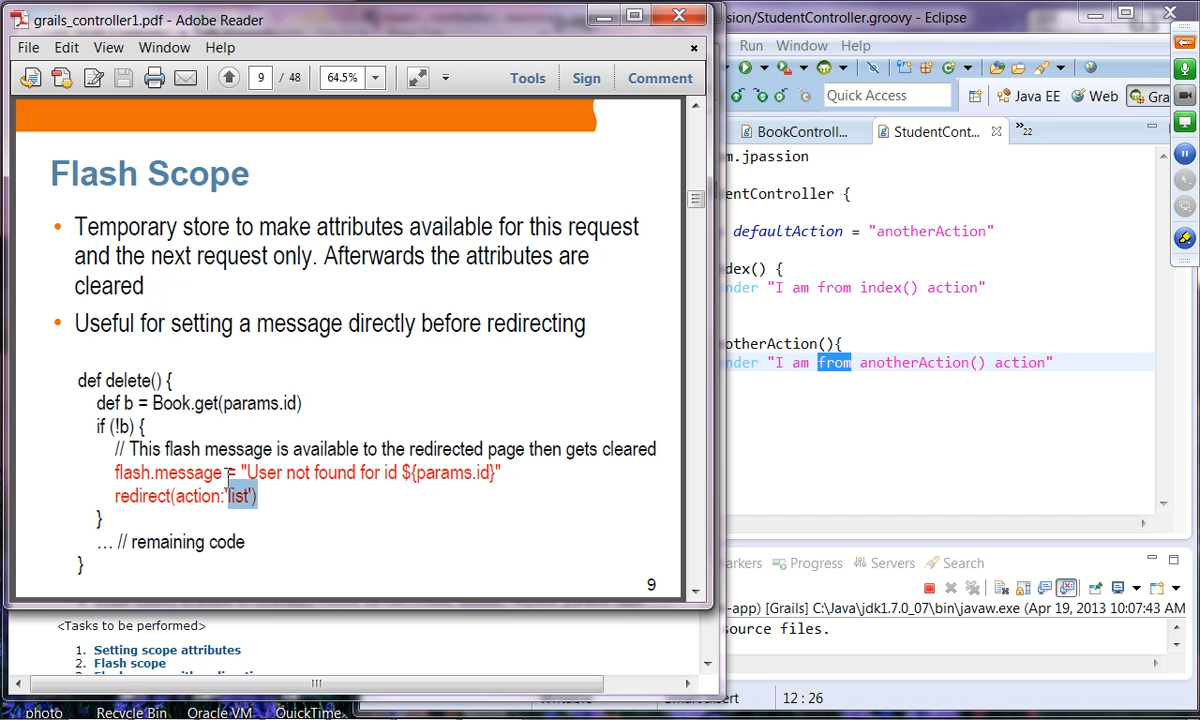 grails_controller1.pdf - Adobe Reader
File Edit View Window Help
9 / 48 64.5% Tools Sign Comment
Flash Scope
• Temporary store to make attributes available for this request
and the next request only. Afterwards the attributes are
cleared
• Useful for setting a message directly before redirecting
def delete() {
def b = Book.get(params.id)
if (!b) {
// This flash message is available to the redirected page then gets cleared
flash.message = "User not found for id ${params.id}"
redirect(action:'list')
}
… // remaining code
}
9
<Tasks to be performed>
1. Setting scope attributes
2. Flash scope
sion/StudentController.groovy - Eclipse
Run Window Help
Quick Access Java EE Web Gra
BookControll... StudentCont... »22
m.jpassion
entController {
defaultAction = "anotherAction"
dex() {
nder "I am from index() action"
otherAction(){
nder "I am from anotherAction() action"
arkers Progress Servers Search
-app) [Grails] C:\Java\jdk1.7.0_07\bin\javaw.exe (Apr 19, 2013 10:07:43 AM
source files.
12 : 26
photo Recycle Bin Oracle VM QuickTime